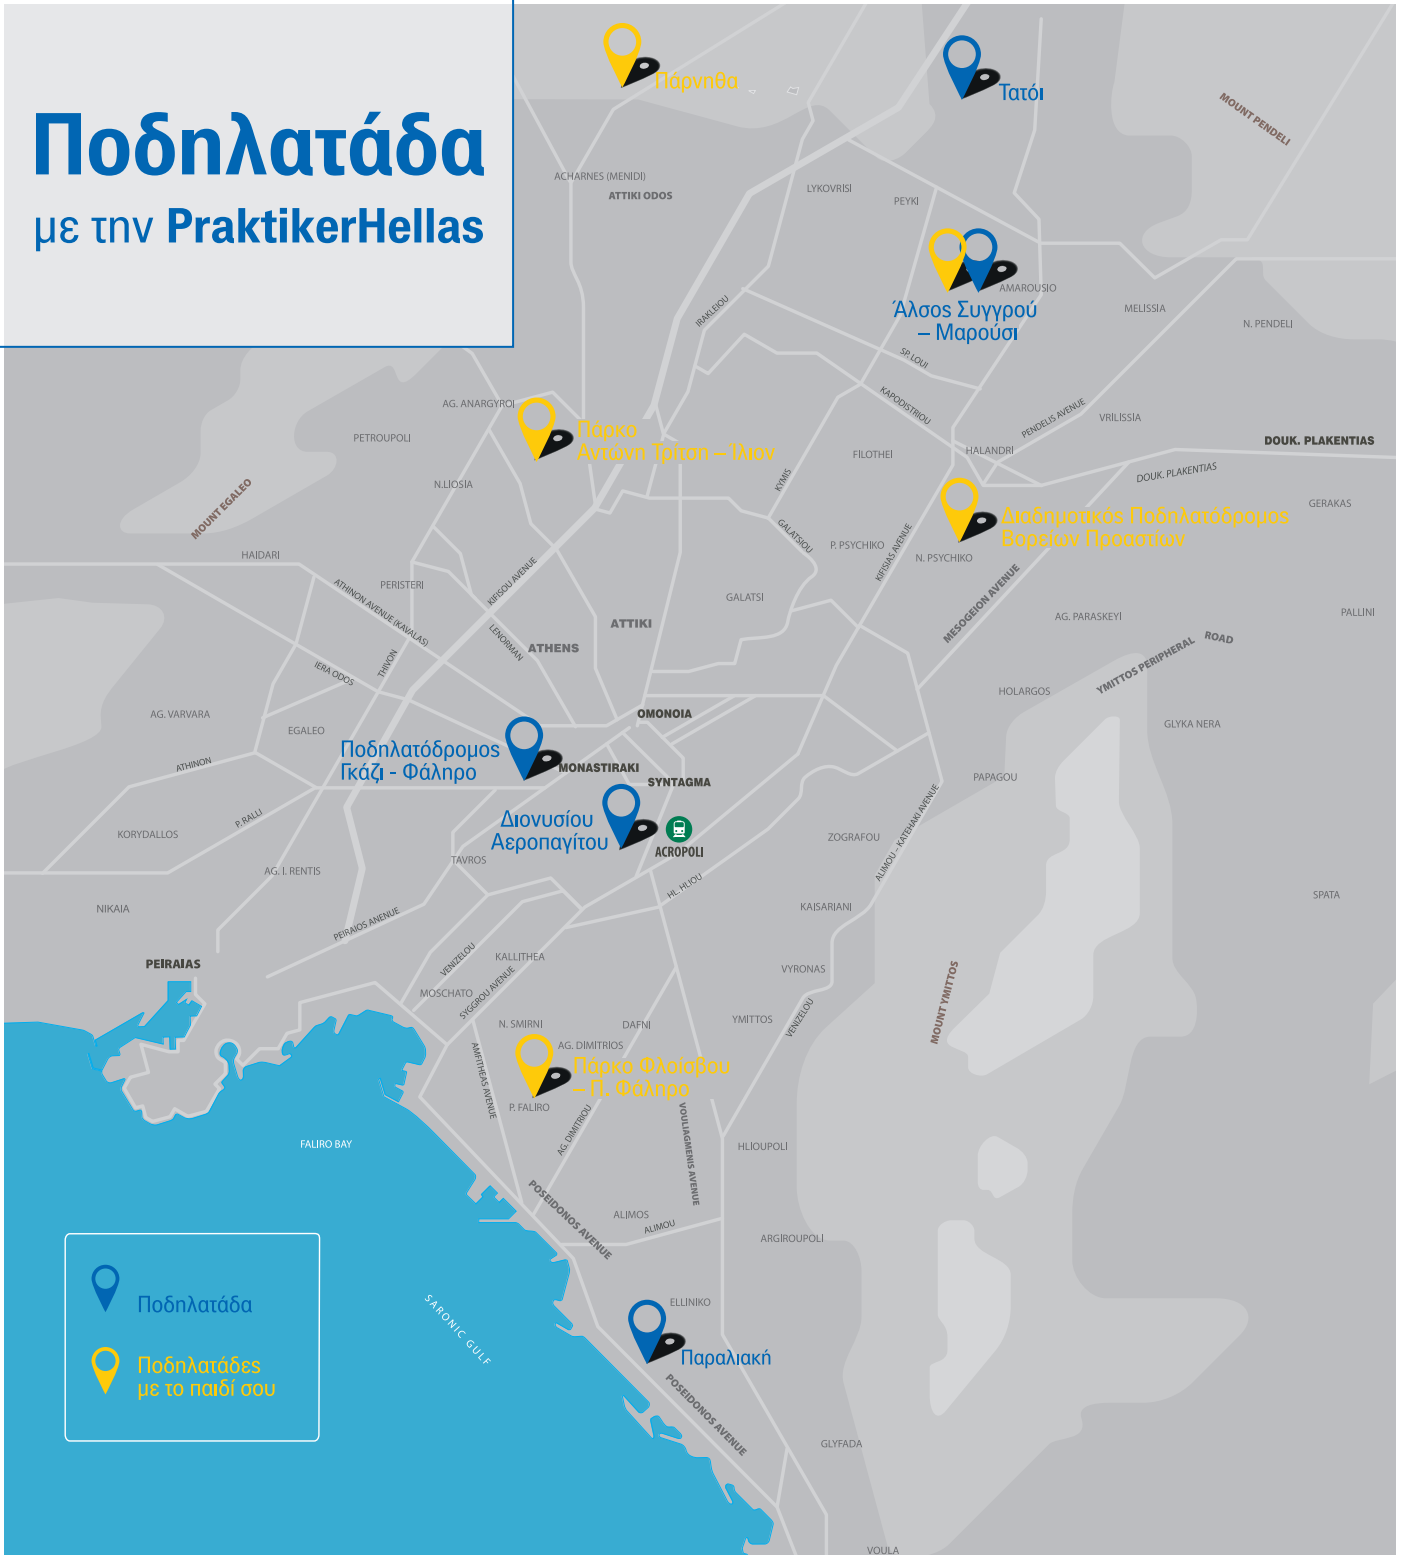 Ποδηλατάδα
με την PraktikerHellas
Πάρνηθα
Τατόι
MOUNT PENDELI
ACHARNES (MENIDI)
ATTIKI ODOS
LYKOVRISI
PEYKI
AMAROUSIO
Άλσος Συγγρού
– Μαρούσι
MELISSIA
N. PENDELI
IRAKLEIOU
SP. LOUI
KAPODISTRIOU
PENDELIS AVENUE
VRILISSIA
AG. ANARGYROI
PETROUPOLI
Πάρκο
Αντώνη Τρίτση – Ίλιον
FILOTHEI
HALANDRI
DOUK. PLAKENTIAS
DOUK. PLAKENTIAS
N.LIOSIA
KYMIS
MOUNT EGALEO
GERAKAS
Διαδημοτικός Ποδηλατόδρομος
Βορείων Προαστίων
GALATSIOU
P. PSYCHIKO
KIFISIAS AVENUE
N. PSYCHIKO
HAIDARI
PERISTERI
KIFISOU AVENUE
ATHINON AVENUE (KAVALAS)
GALATSI
MESOGEION AVENUE
AG. PARASKEYI
PALLINI
ATTIKI
LENORMAN
ATHENS
YMITTOS PERIPHERAL ROAD
THIVON
IERA ODOS
HOLARGOS
AG. VARVARA
OMONOIA
GLYKA NERA
EGALEO
Ποδηλατόδρομος
Γκάζι - Φάληρο
MONASTIRAKI
ATHINON
SYNTAGMA
PAPAGOU
Διονυσίου
Αεροπαγίτου
P. RALLI
KORYDALLOS
ACROPOLI
ZOGRAFOU
ALIMOU – KATEHAKI AVENUE
TAVROS
AG. I. RENTIS
HL. HLIOU
SPATA
NIKAIA
KAISARIANI
PEIRAIOS ANENUE
PEIRAIAS
VENIZELOU
KALLITHEA
VYRONAS
SYGGROU AVENUE
MOSCHATO
MOUNT YMITTOS
N. SMIRNI
DAFNI
YMITTOS
VENIZELOU
AG. DIMITRIOS
AMFITHEAS AVENUE
Πάρκο Φλοίσβου
– Π. Φάληρο
P. FALIRO
AG. DIMITRIOU
VOULIAGMENIS AVENUE
FALIRO BAY
HLIOUPOLI
POSEIDONOS AVENUE
ALIMOS
ALIMOU
ARGIROUPOLI
SARONIC GULF
ELLINIKO
Παραλιακή
POSEIDONOS AVENUE
GLYFADA
VOULA
Ποδηλατάδα
Ποδηλατάδες
με το παιδί σου